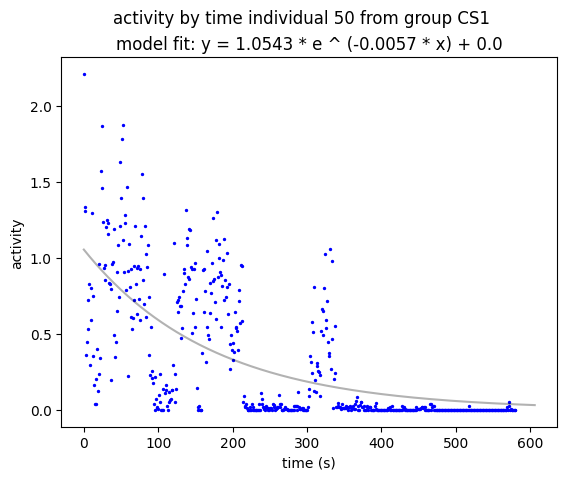 activity by time individual 50 from group CS1
model fit: y = 1.0543 * e ^ (-0.0057 * x) + 0.0
2.0
1.5
1.0
0.5
0.0
activity
0 100 200 300 400 500 600
time (s)